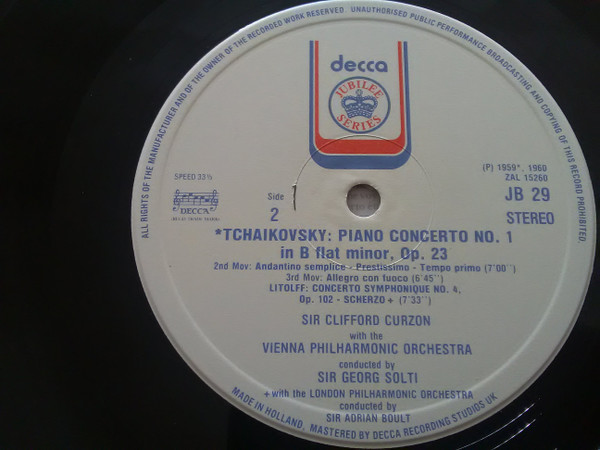 ALL RIGHTS OF THE MANUFACTURER AND OF THE OWNER OF THE RECORDED WORK RESERVED. UNAUTHORISED PUBLIC PERFORMANCE BROADCASTING AND COPYING OF THIS RECORD PROHIBITED.
decca
JUBILEE
SERIES
SPEED 33⅓
DECCA
(P) 1959*, 1960
ZAL 15260
JB 29
STEREO
Side
2
*TCHAIKOVSKY: PIANO CONCERTO NO. 1
in B flat minor, Op. 23
2nd Mov: Andantino semplice - Prestissimo - Tempo primo (7'00'')
3rd Mov: Allegro con fuoco (6'45'')
LITOLFF: CONCERTO SYMPHONIQUE NO. 4,
Op. 102 - SCHERZO + (7'33'')
SIR CLIFFORD CURZON
with the
VIENNA PHILHARMONIC ORCHESTRA
conducted by
SIR GEORG SOLTI
+with the LONDON PHILHARMONIC ORCHESTRA
conducted by
SIR ADRIAN BOULT
MADE IN HOLLAND, MASTERED BY DECCA RECORDING STUDIOS UK